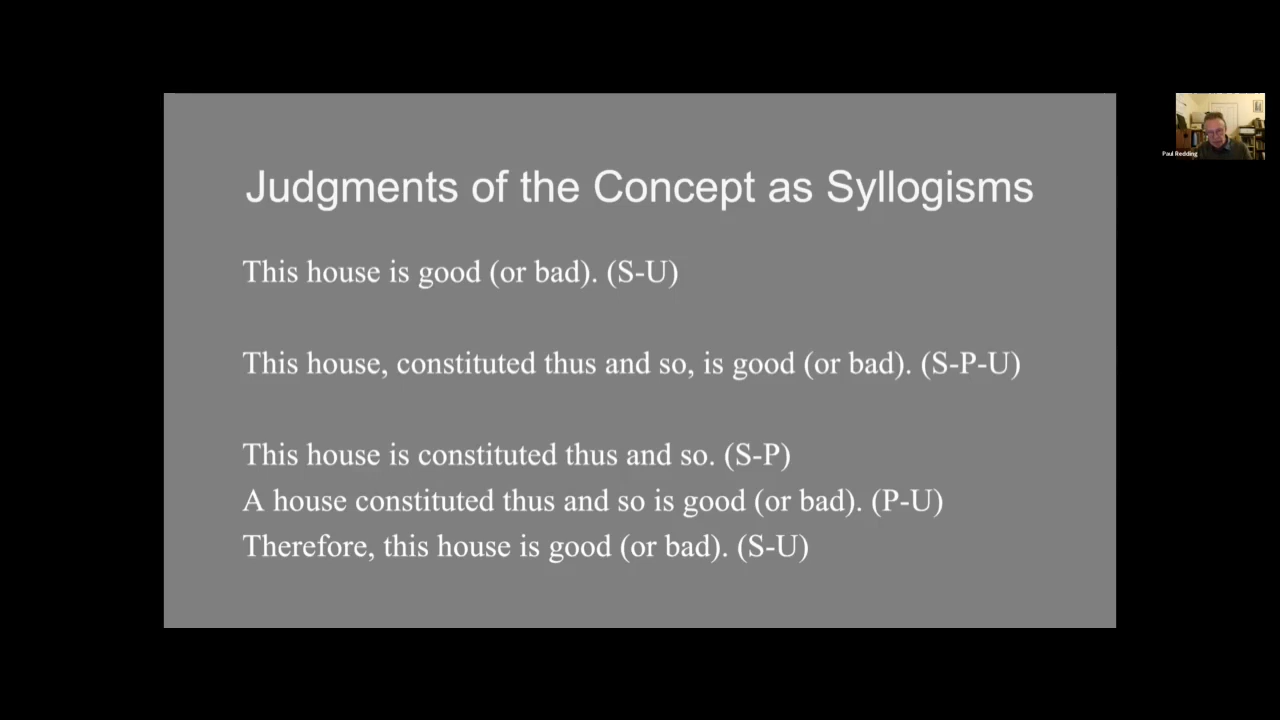 Judgments of the Concept as Syllogisms
This house is good (or bad). (S-U)
This house, constituted thus and so, is good (or bad). (S-P-U)
This house is constituted thus and so. (S-P)
A house constituted thus and so is good (or bad). (P-U)
Therefore, this house is good (or bad). (S-U)
Paul Redding